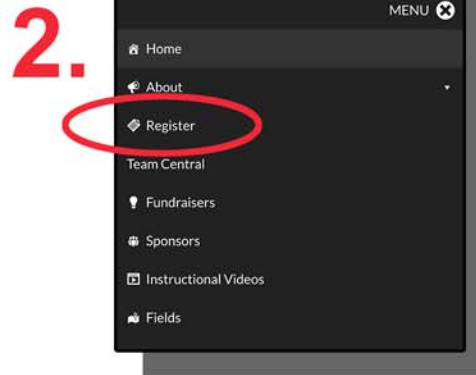 2.
MENU
Home
About
Register
Team Central
Fundraisers
Sponsors
Instructional Videos
Fields